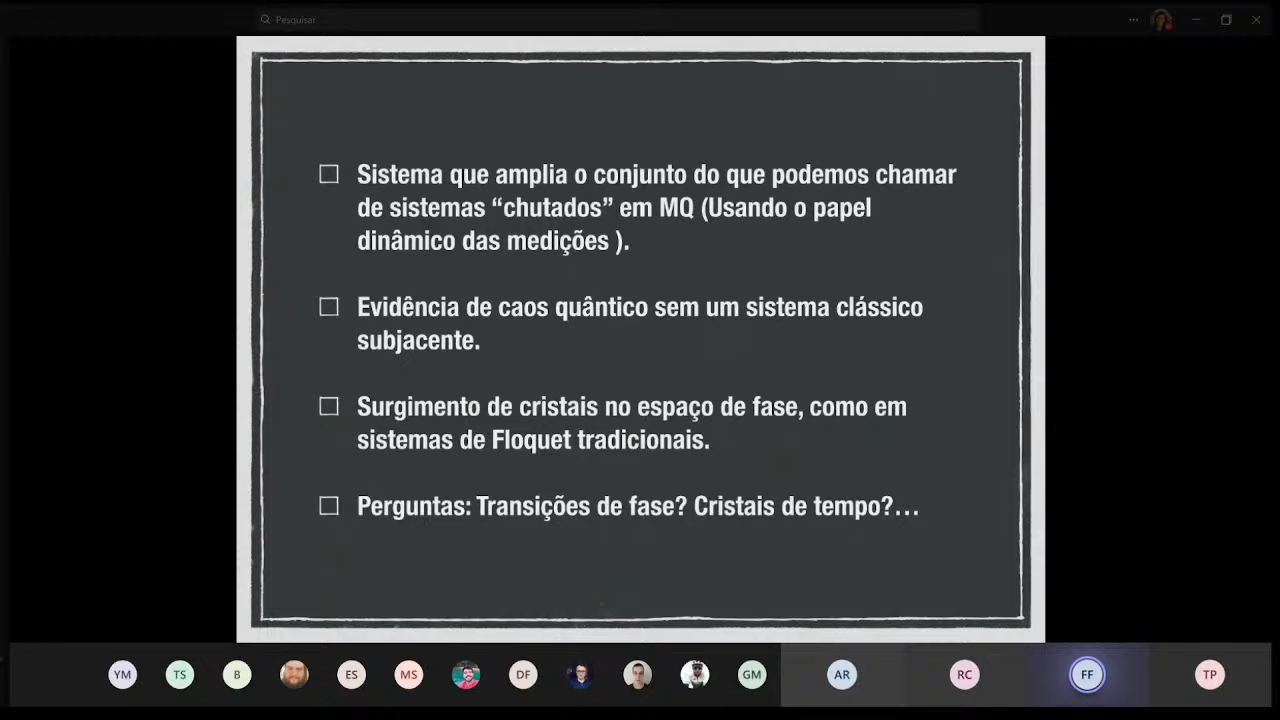 Pesquisar
Sistema que amplia o conjunto do que podemos chamar
de sistemas “chutados” em MQ (Usando o papel
dinâmico das medições ).
Evidência de caos quântico sem um sistema clássico
subjacente.
Surgimento de cristais no espaço de fase, como em
sistemas de Floquet tradicionais.
Perguntas: Transições de fase? Cristais de tempo?…
YM TS B ES MS DF GM AR RC FF TP